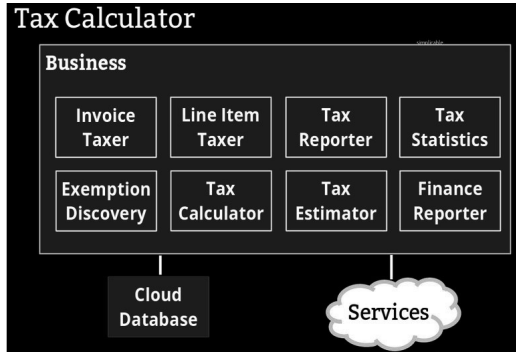 Tax Calculator
Business
Invoice
Taxer
Line Item
Taxer
Tax
Reporter
Tax
Statistics
Exemption
Discovery
Tax
Calculator
Tax
Estimator
Finance
Reporter
Cloud
Database
Services